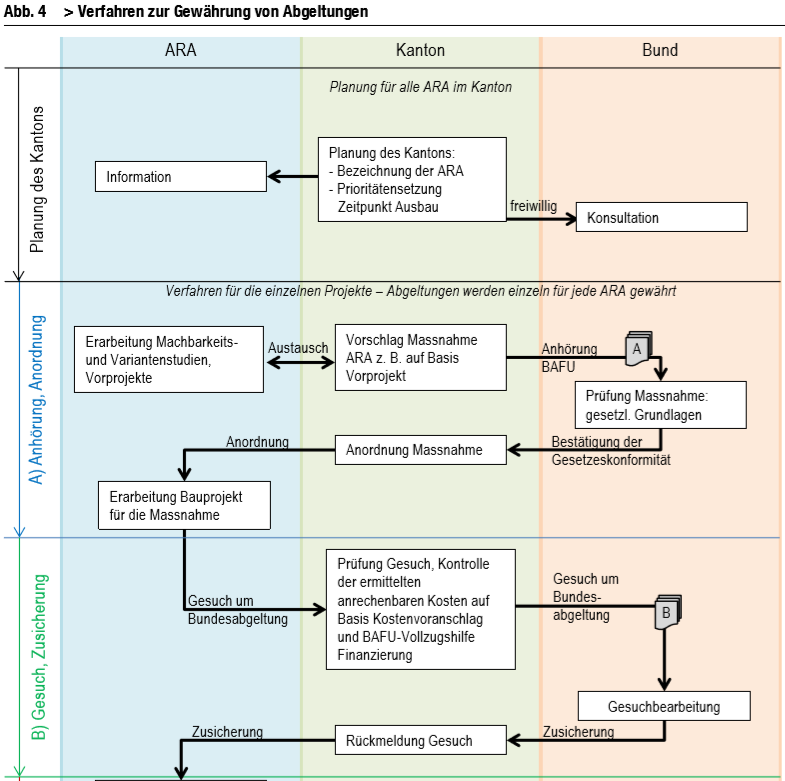 Abb. 4 > Verfahren zur Gewährung von Abgeltungen
ARA
Kanton
Bund
Planung des Kantons
Planung für alle ARA im Kanton
Information
Planung des Kantons:
- Bezeichnung der ARA
- Prioritätensetzung
Zeitpunkt Ausbau
freiwillig
Konsultation
Verfahren für die einzelnen Projekte – Abgeltungen werden einzeln für jede ARA gewährt
A) Anhörung, Anordnung
Erarbeitung Machbarkeits-
und Variantenstudien,
Vorprojekte
Austausch
Vorschlag Massnahme
ARA z. B. auf Basis
Vorprojekt
Anhörung
BAFU
A
Prüfung Massnahme:
gesetzl. Grundlagen
Bestätigung der
Gesetzeskonformität
Anordnung Massnahme
Anordnung
Erarbeitung Bauprojekt
für die Massnahme
B) Gesuch, Zusicherung
Gesuch um
Bundesabgeltung
Prüfung Gesuch, Kontrolle
der ermittelten
anrechenbaren Kosten auf
Basis Kostenvoranschlag
und BAFU-Vollzugshilfe
Finanzierung
Gesuch um
Bundes-
abgeltung
B
Gesuchbearbeitung
Zusicherung
Rückmeldung Gesuch
Zusicherung